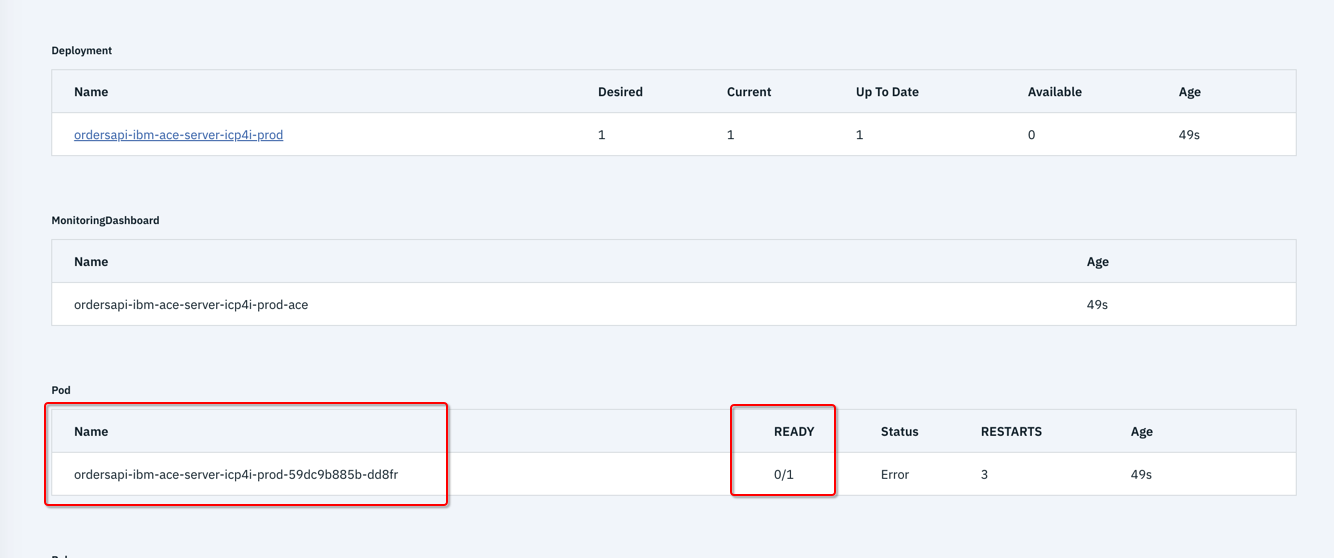 Deployment
Name Desired Current Up To Date Available Age
ordersapi-ibm-ace-server-icp4i-prod 1 1 1 0 49s
MonitoringDashboard
Name Age
ordersapi-ibm-ace-server-icp4i-prod-ace 49s
Pod
Name READY Status RESTARTS Age
ordersapi-ibm-ace-server-icp4i-prod-59dc9b885b-dd8fr 0/1 Error 3 49s